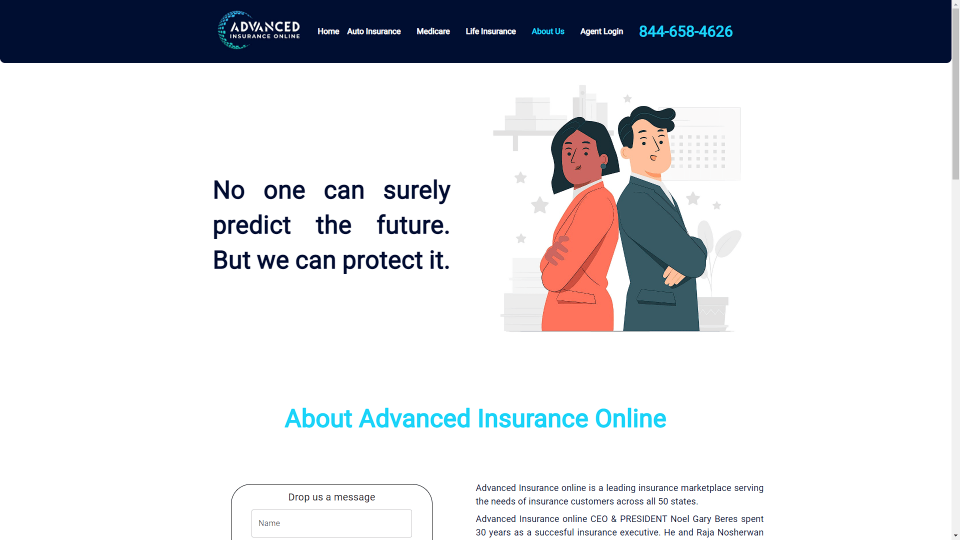 ADVANCED
INSURANCE ONLINE
Home Auto Insurance Medicare Life Insurance About Us Agent Login 844-658-4626
No one can surely
predict the future.
But we can protect it.
About Advanced Insurance Online
Drop us a message
Name
Advanced Insurance online is a leading insurance marketplace serving
the needs of insurance customers across all 50 states.
Advanced Insurance online CEO & PRESIDENT Noel Gary Beres spent
30 years as a succesful insurance executive. He and Raja Nosherwan